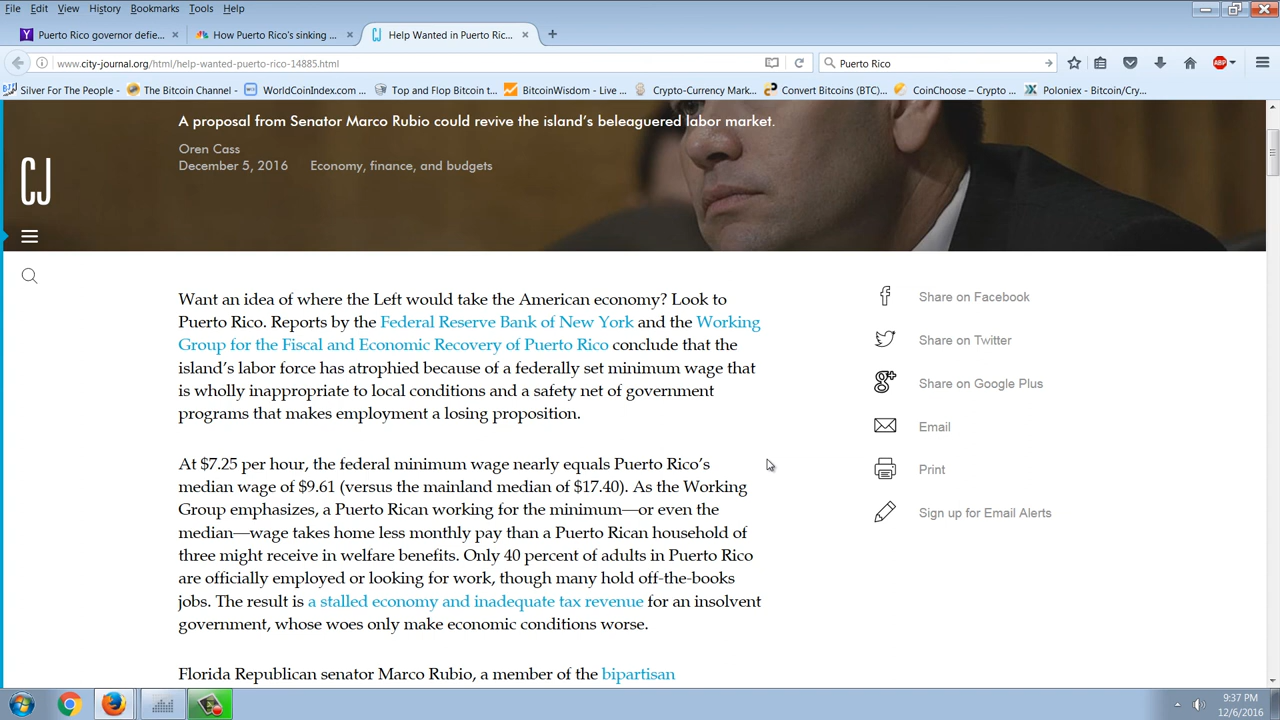 File Edit View History Bookmarks Tools Help
Puerto Rico governor defie... × How Puerto Rico's sinking ... × Help Wanted in Puerto Ric... ×
www.city-journal.org/html/help-wanted-puerto-rico-14885.html Puerto Rico ABP
Silver For The People - The Bitcoin Channel - WorldCoinIndex.com ... Top and Flop Bitcoin t... BitcoinWisdom – Live ... Crypto-Currency Mark... Convert Bitcoins (BTC)... CoinChoose – Crypto ... Poloniex - Bitcoin/Cry...
A proposal from Senator Marco Rubio could revive the island's beleaguered labor market.
Oren Cass
December 5, 2016 Economy, finance, and budgets
CJ
Want an idea of where the Left would take the American economy? Look to
Puerto Rico. Reports by the Federal Reserve Bank of New York and the Working
Group for the Fiscal and Economic Recovery of Puerto Rico conclude that the
island's labor force has atrophied because of a federally set minimum wage that
is wholly inappropriate to local conditions and a safety net of government
programs that makes employment a losing proposition.
At $7.25 per hour, the federal minimum wage nearly equals Puerto Rico's
median wage of $9.61 (versus the mainland median of $17.40). As the Working
Group emphasizes, a Puerto Rican working for the minimum—or even the
median—wage takes home less monthly pay than a Puerto Rican household of
three might receive in welfare benefits. Only 40 percent of adults in Puerto Rico
are officially employed or looking for work, though many hold off-the-books
jobs. The result is a stalled economy and inadequate tax revenue for an insolvent
government, whose woes only make economic conditions worse.
Florida Republican senator Marco Rubio, a member of the bipartisan
Share on Facebook
Share on Twitter
Share on Google Plus
Email
Print
Sign up for Email Alerts
9:37 PM
12/6/2016